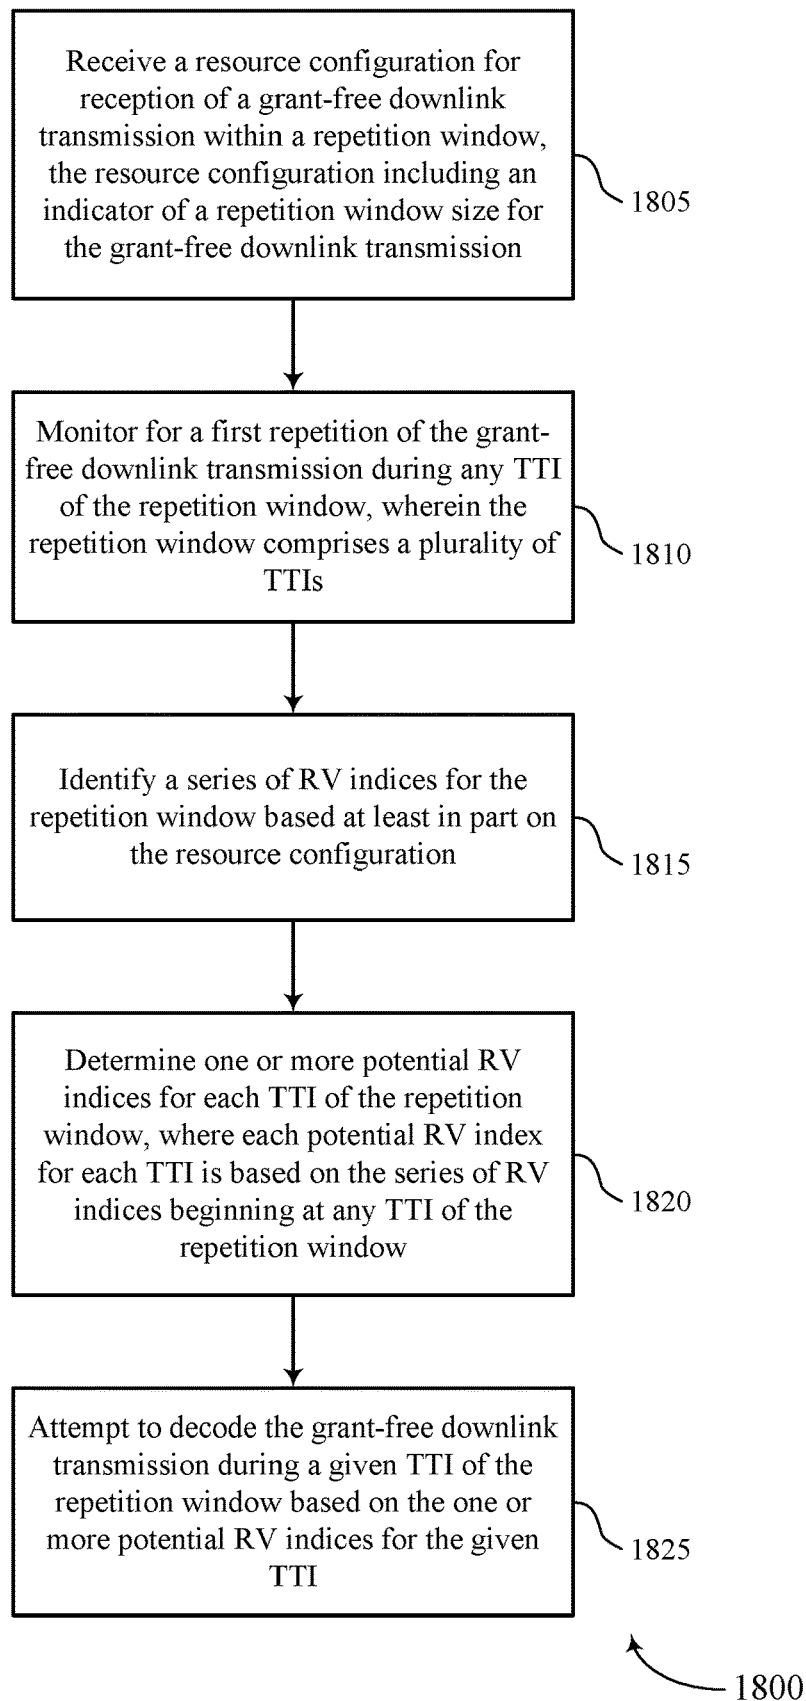 Receive a resource configuration for
reception of a grant-free downlink
transmission within a repetition window,
the resource configuration including an
indicator of a repetition window size for
the grant-free downlink transmission
1805
Monitor for a first repetition of the grant-
free downlink transmission during any TTI
of the repetition window, wherein the
repetition window comprises a plurality of
TTIs
1810
Identify a series of RV indices for the
repetition window based at least in part on
the resource configuration
1815
Determine one or more potential RV
indices for each TTI of the repetition
window, where each potential RV index
for each TTI is based on the series of RV
indices beginning at any TTI of the
repetition window
1820
Attempt to decode the grant-free downlink
transmission during a given TTI of the
repetition window based on the one or
more potential RV indices for the given
TTI
1825
1800